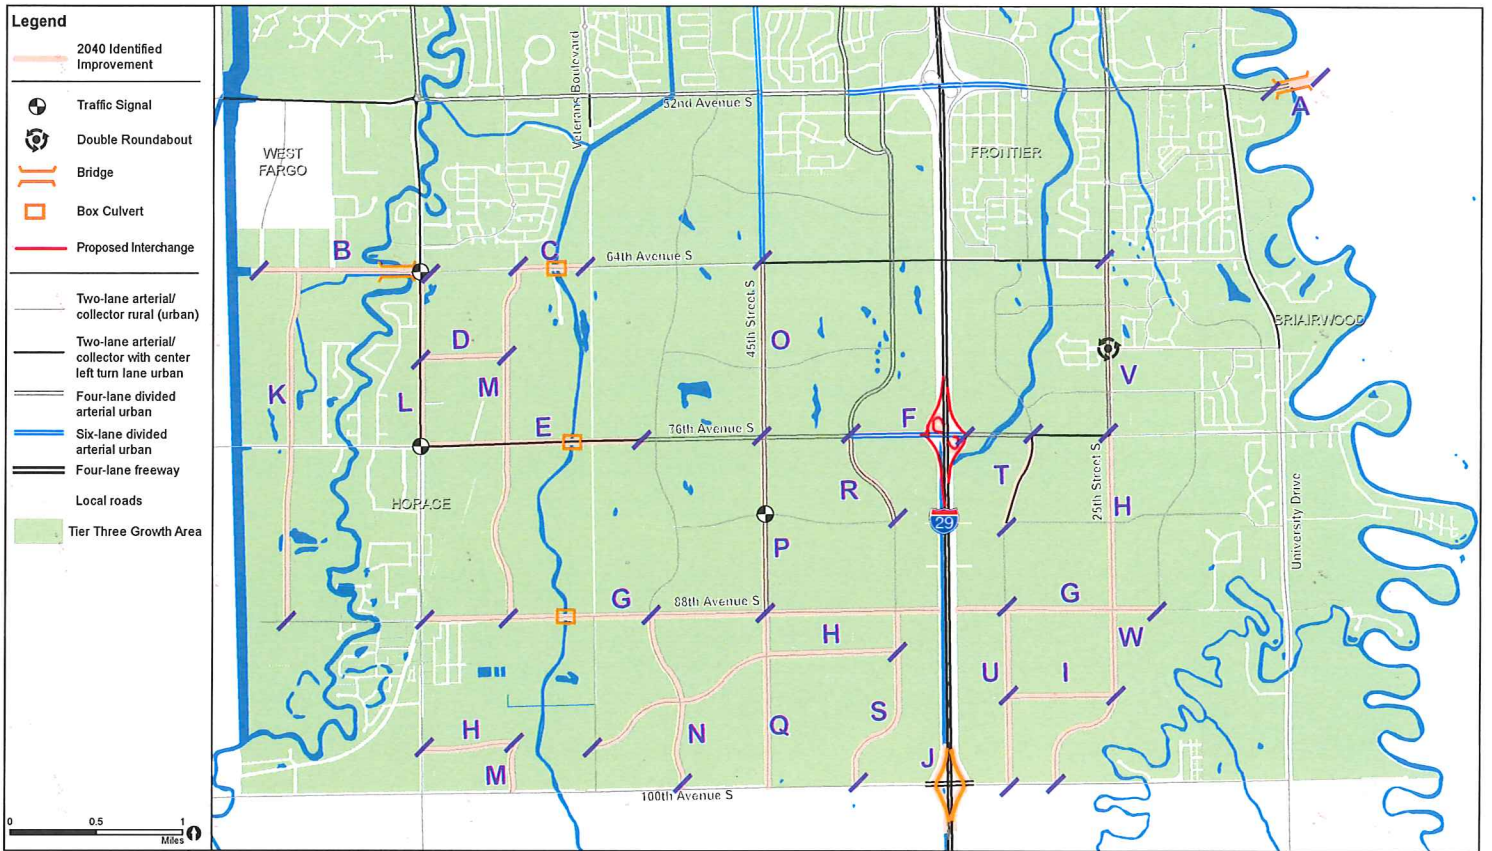 Legend
2040 Identified
Improvement
Traffic Signal
Double Roundabout
Bridge
Box Culvert
Proposed Interchange
Two-lane arterial/
collector rural (urban)
Two-lane arterial/
collector with center
left turn lane urban
Four-lane divided
arterial urban
Six-lane divided
arterial urban
Four-lane freeway
Local roads
Tier Three Growth Area
0 0.5 1
Miles
Veterans Boulevard
52nd Avenue S
A
WEST
FARGO
FRONTIER
B
C
64th Avenue S
45th Street S
O
BRIAIRWOOD
D
V
K
M
L
E
76th Avenue S
F
HORACE
R
T
25th Street S
H
29
University Drive
P
G
88th Avenue S
G
H
W
U
I
S
H
N
Q
M
J
100th Avenue S